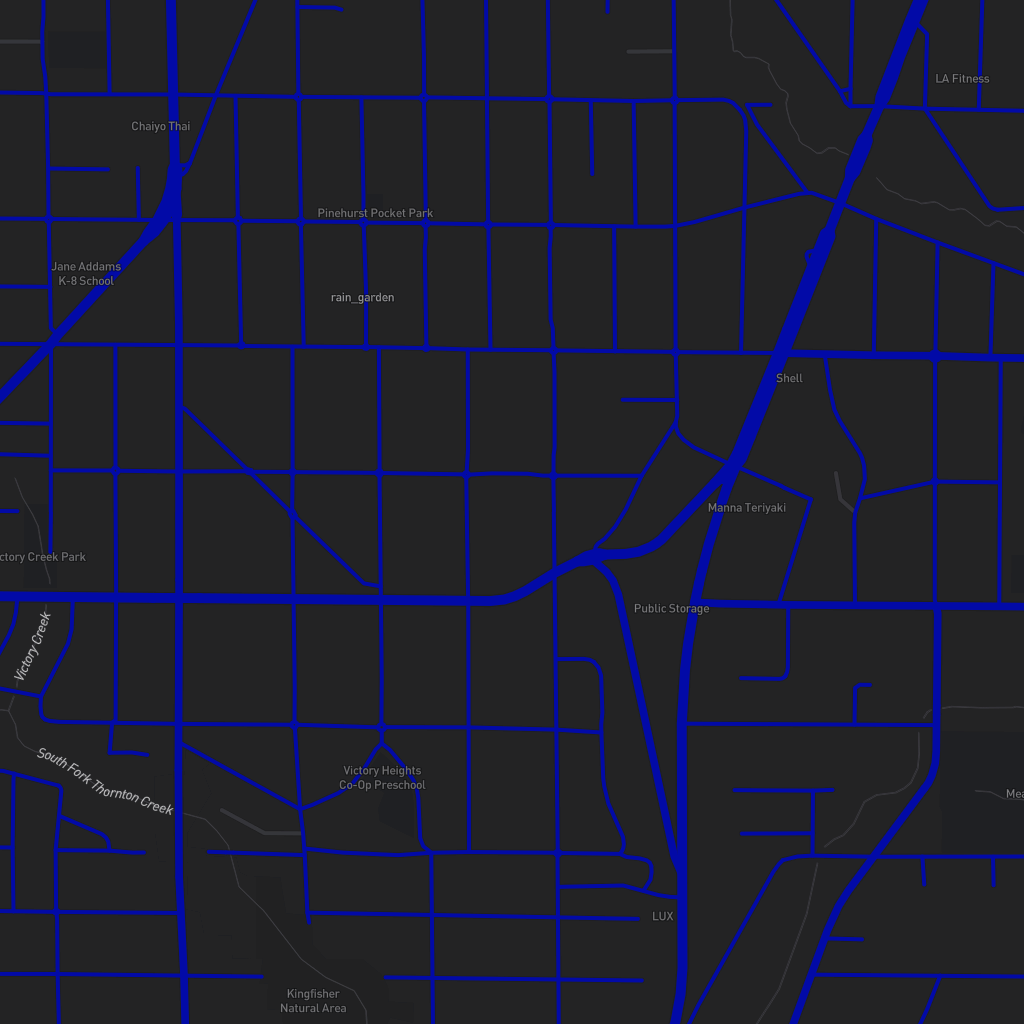 LA Fitness
Chaiyo Thai
Pinehurst Pocket Park
Jane Addams
K-8 School
rain_garden
Shell
Manna Teriyaki
ctory Creek Park
Public Storage
Victory Creek
South Fork Thornton Creek
Victory Heights
Co-Op Preschool
Mea
LUX
Kingfisher
Natural Area